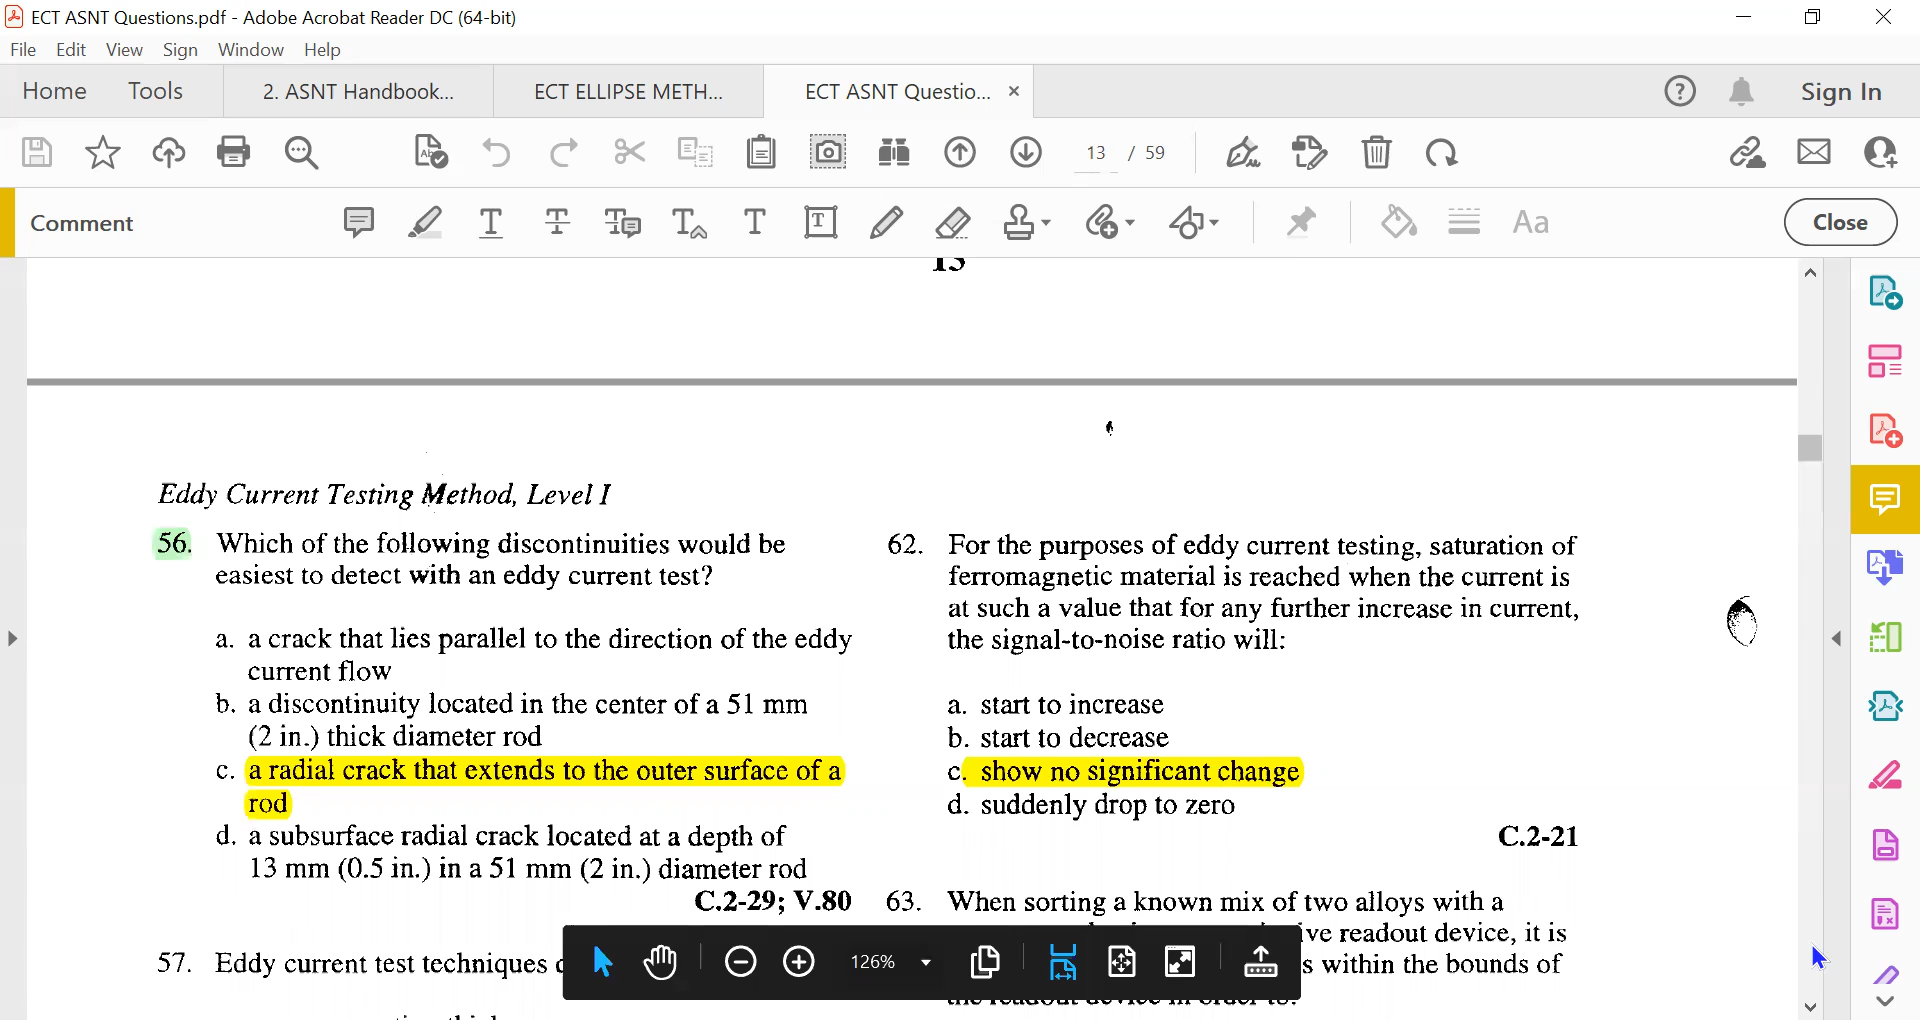 ECT ASNT Questions.pdf - Adobe Acrobat Reader DC (64-bit)
File Edit View Sign Window Help
Home Tools 2. ASNT Handbook... ECT ELLIPSE METH... ECT ASNT Questio... × Sign In
13 / 59
Comment
Aa
Close
Eddy Current Testing Method, Level I
56. Which of the following discontinuities would be
easiest to detect with an eddy current test?
a. a crack that lies parallel to the direction of the eddy
current flow
b. a discontinuity located in the center of a 51 mm
(2 in.) thick diameter rod
c. a radial crack that extends to the outer surface of a
rod
d. a subsurface radial crack located at a depth of
13 mm (0.5 in.) in a 51 mm (2 in.) diameter rod
C.2-29; V.80
57. Eddy current test techniques
62. For the purposes of eddy current testing, saturation of
ferromagnetic material is reached when the current is
at such a value that for any further increase in current,
the signal-to-noise ratio will:
a. start to increase
b. start to decrease
c. show no significant change
d. suddenly drop to zero
C.2-21
63. When sorting a known mix of two alloys with a
readout device, it is
within the bounds of
126%